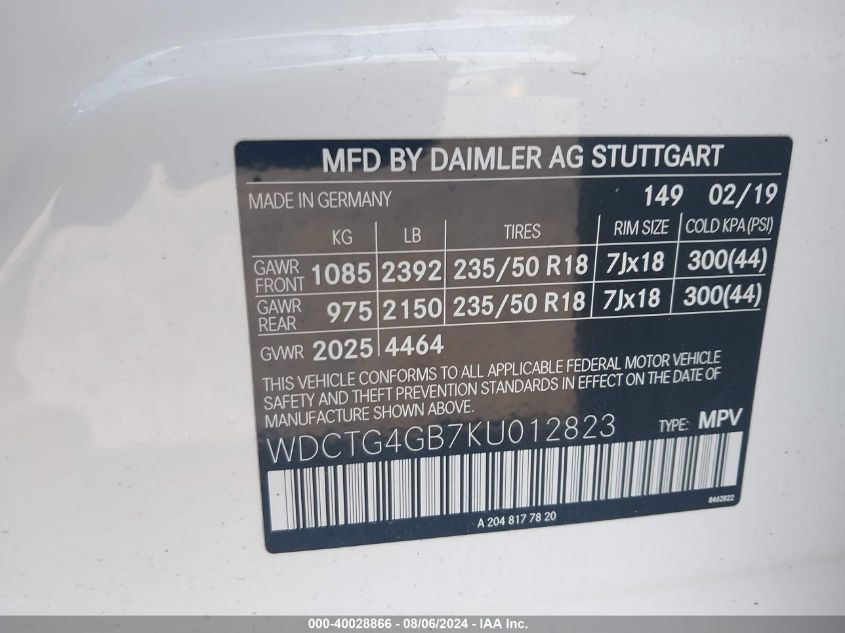 MFD BY DAIMLER AG STUTTGART
MADE IN GERMANY 149 02/19
KG LB TIRES RIM SIZE COLD KPA (PSI)
GAWR FRONT 1085 2392 235/50 R18 7Jx18 300(44)
GAWR REAR 975 2150 235/50 R18 7Jx18 300(44)
GVWR 2025 4464
THIS VEHICLE CONFORMS TO ALL APPLICABLE FEDERAL MOTOR VEHICLE
SAFETY AND THEFT PREVENTION STANDARDS IN EFFECT ON THE DATE OF
MANUFACTURE SHOWN ABOVE.
WDCTG4GB7KU012823 TYPE: MPV
8462822
A 204 817 78 20
000-40028866 - 08/06/2024 - IAA Inc.